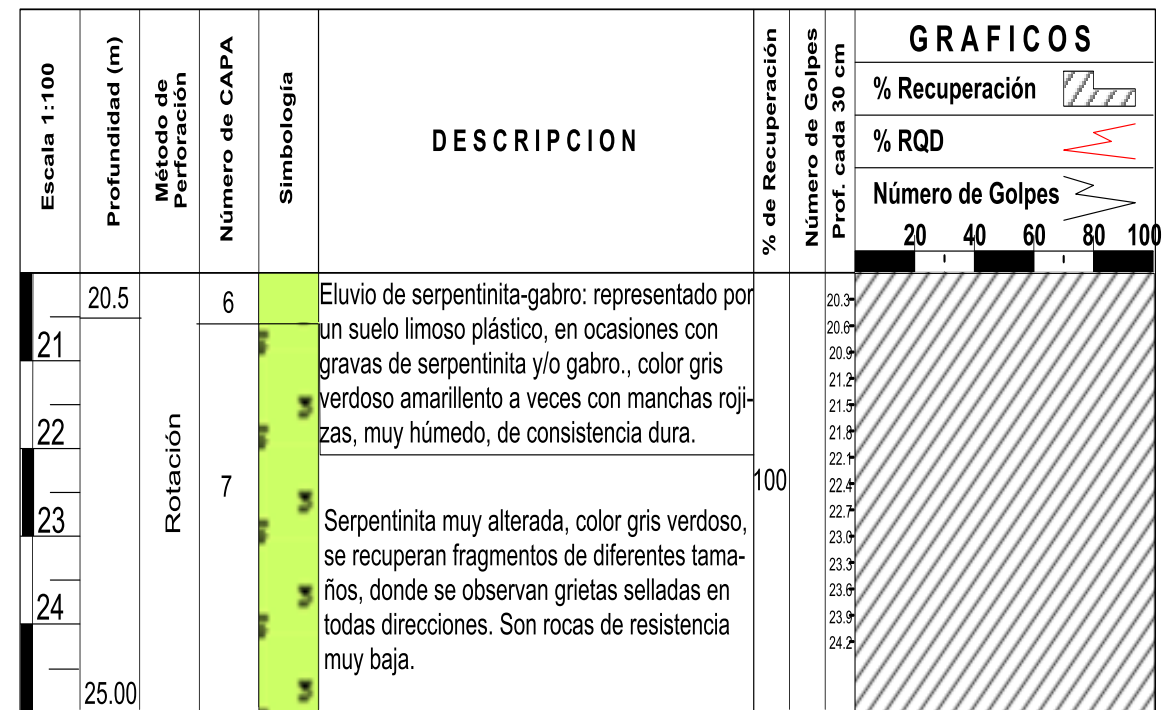 Escala 1:100
Profundidad (m)
Método de
Perforación
Número de CAPA
Simbología
DESCRIPCION
% de Recuperación
Número de Golpes
Prof. cada 30 cm
GRAFICOS
% Recuperación
% RQD
Número de Golpes
20 40 60 80 100
20.5
6
Eluvio de serpentinita-gabro: representado por
un suelo limoso plástico, en ocasiones con
gravas de serpentinita y/o gabro., color gris
verdoso amarillento a veces con manchas roji-
zas, muy húmedo, de consistencia dura.
21
22
23
24
25.00
Rotación
7
Serpentinita muy alterada, color gris verdoso,
se recuperan fragmentos de diferentes tama-
ños, donde se observan grietas selladas en
todas direcciones. Son rocas de resistencia
muy baja.
100
20.3
20.6
20.9
21.2
21.5
21.8
22.1
22.4
22.7
23.0
23.3
23.6
23.9
24.2